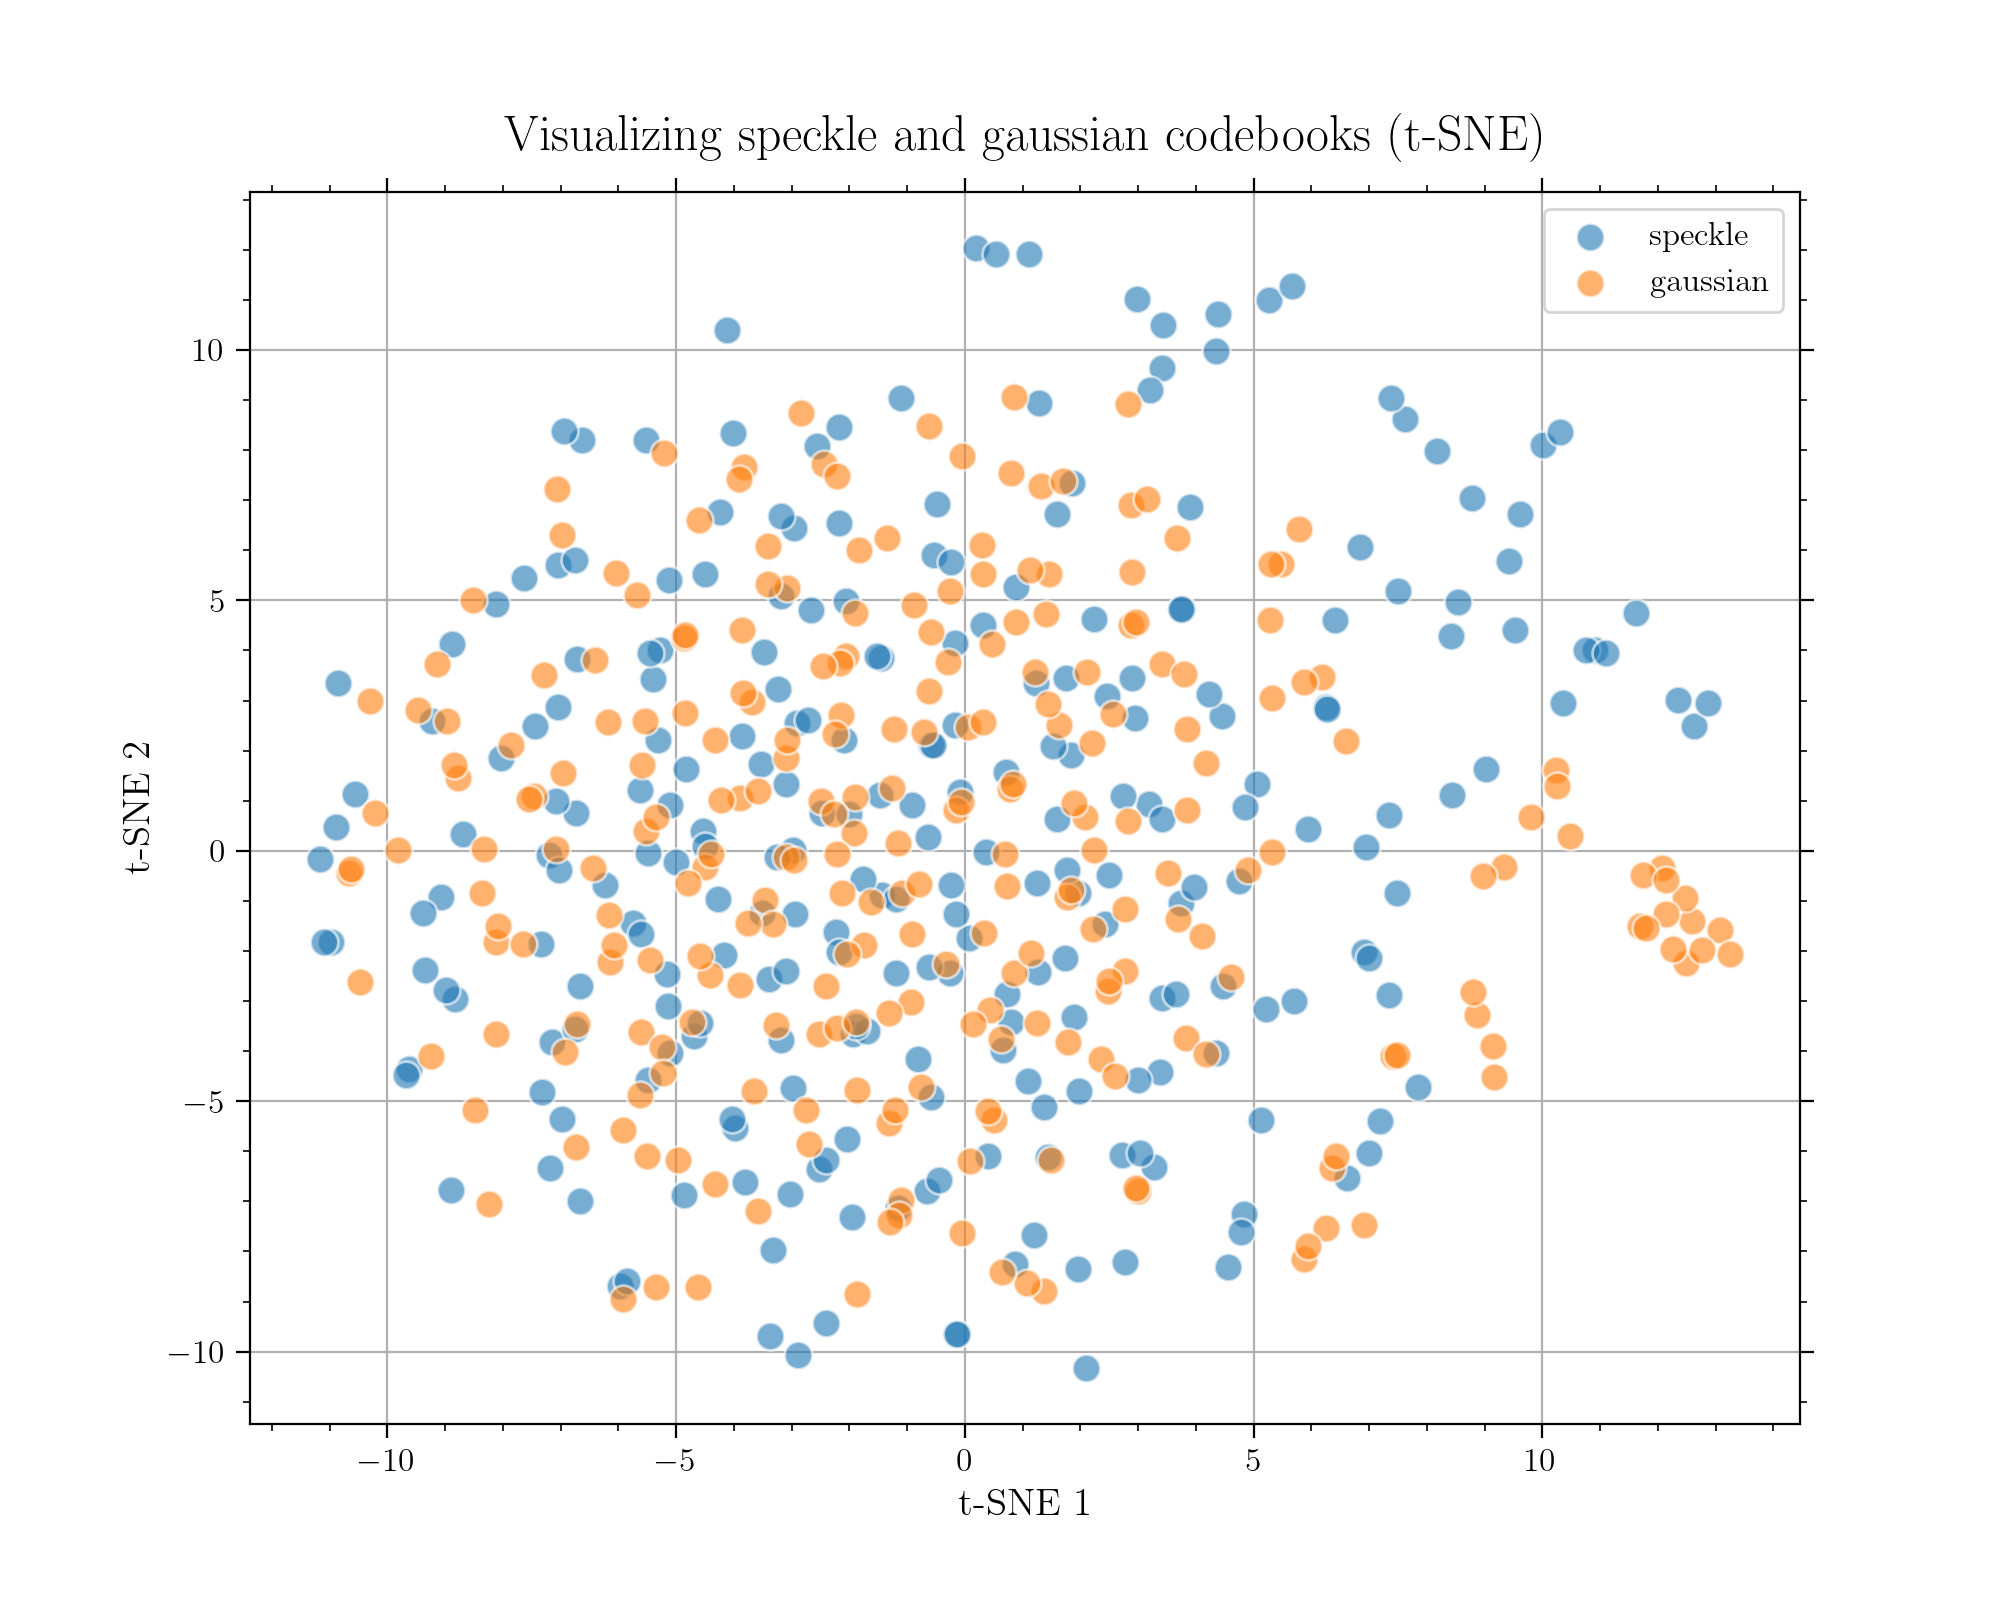 Visualizing speckle and gaussian codebooks (t-SNE)
speckle
gaussian
10
5
0
−5
−10
t-SNE 2
−10 −5 0 5 10
t-SNE 1